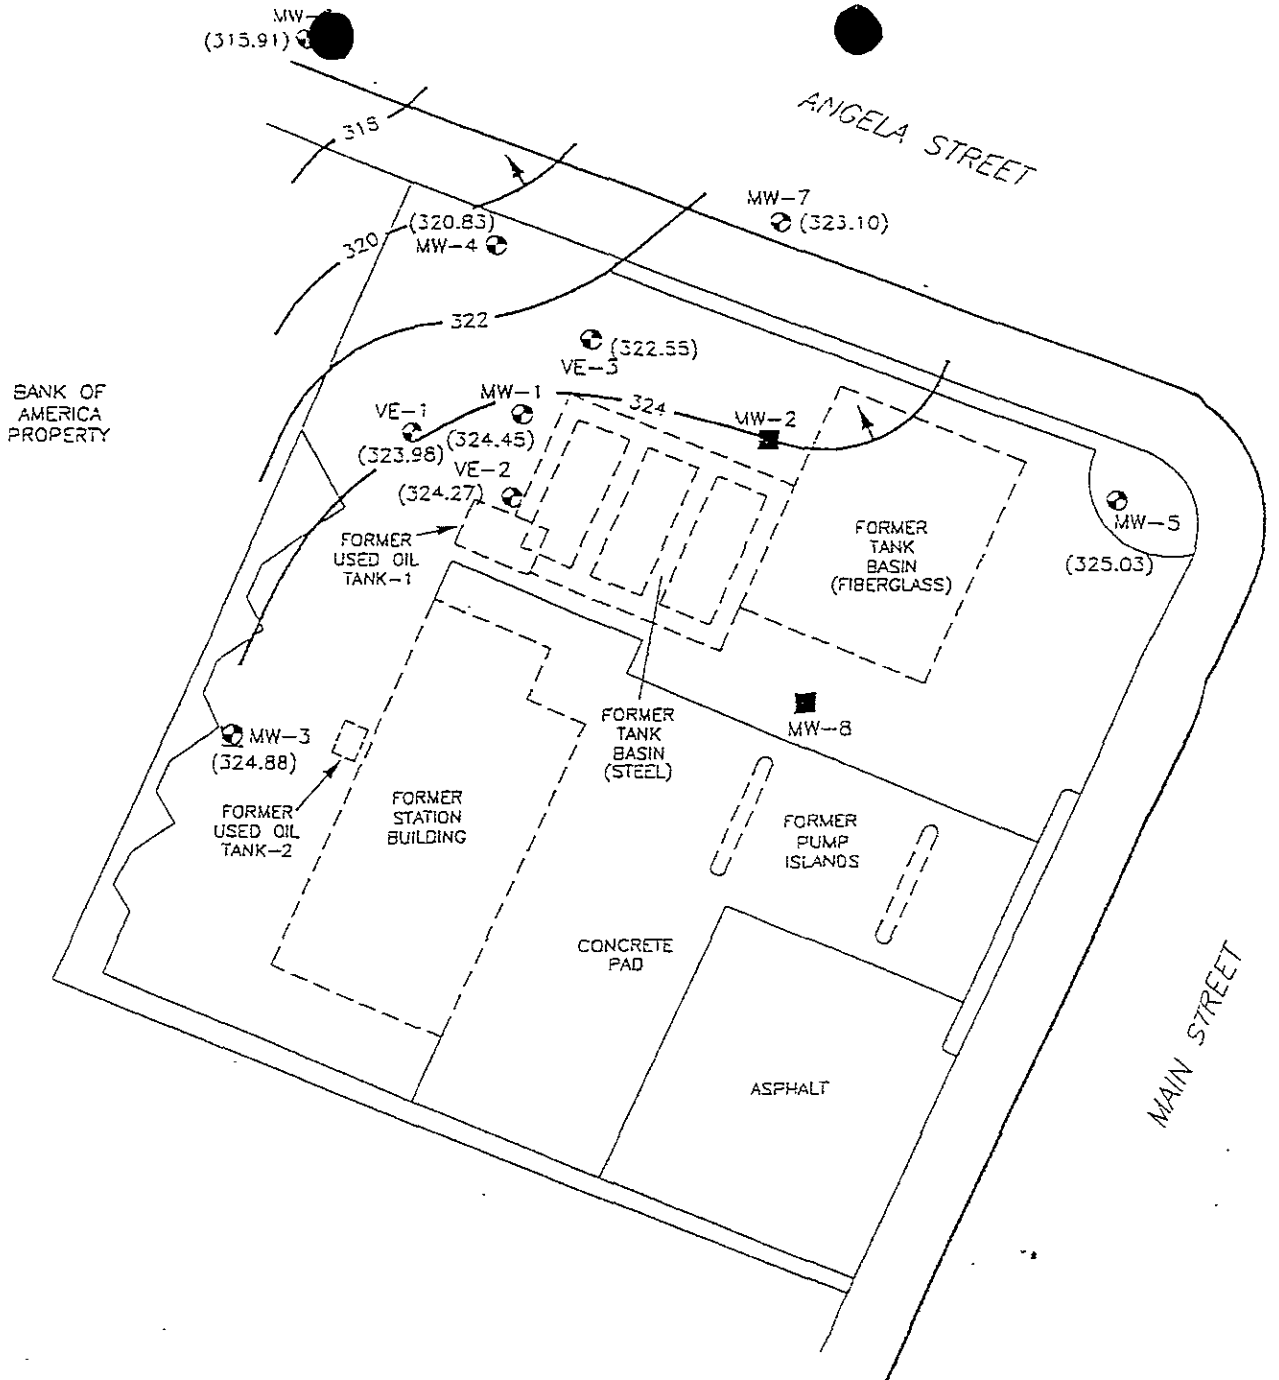 MW-
(315.91)
ANGELA STREET
318
MW-7
(323.10)
(320.83)
MW-4
320
322
(322.55)
VE-3
BANK OF
AMERICA
PROPERTY
MW-1
324
VE-1
MW-2
(324.45)
(323.98)
VE-2
(324.27)
MW-5
(325.03)
FORMER
USED OIL
TANK-1
FORMER
TANK
BASIN
(FIBERGLASS)
FORMER
TANK
BASIN
(STEEL)
MW-8
MW-3
(324.88)
FORMER
USED OIL
TANK-2
FORMER
STATION
BUILDING
FORMER
PUMP
ISLANDS
CONCRETE
PAD
MAIN STREET
ASPHALT